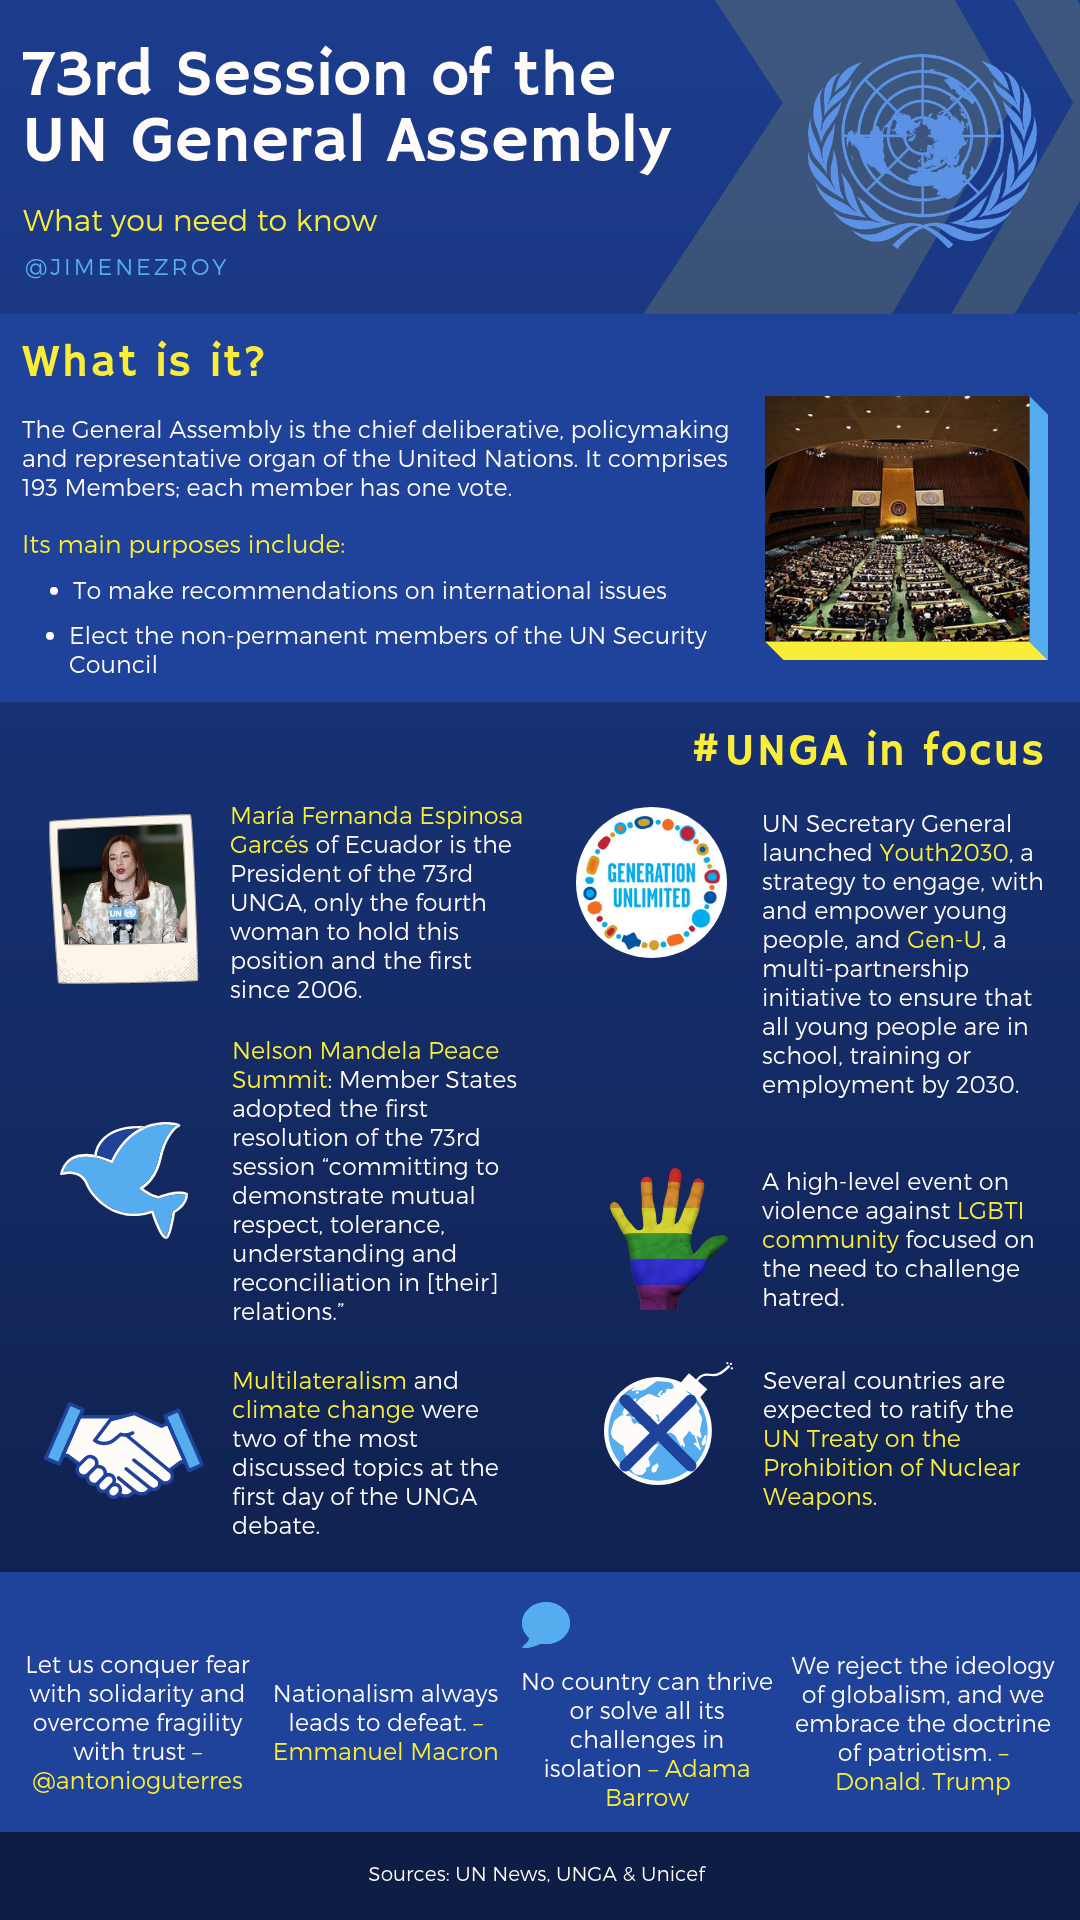 73rd Session of the
UN General Assembly
What you need to know
@JIMENEZROY
What is it?
The General Assembly is the chief deliberative, policymaking
and representative organ of the United Nations. It comprises
193 Members; each member has one vote.
Its main purposes include:
• To make recommendations on international issues
• Elect the non-permanent members of the UN Security
Council
#UNGA in focus
María Fernanda Espinosa
Garcés of Ecuador is the
President of the 73rd
UNGA, only the fourth
woman to hold this
position and the first
since 2006.
UN
Nelson Mandela Peace
Summit: Member States
adopted the first
resolution of the 73rd
session “committing to
demonstrate mutual
respect, tolerance,
understanding and
reconciliation in [their]
relations.”
Multilateralism and
climate change were
two of the most
discussed topics at the
first day of the UNGA
debate.
GENERATION
UNLIMITED
UN Secretary General
launched Youth2030, a
strategy to engage, with
and empower young
people, and Gen-U, a
multi-partnership
initiative to ensure that
all young people are in
school, training or
employment by 2030.
A high-level event on
violence against LGBTI
community focused on
the need to challenge
hatred.
Several countries are
expected to ratify the
UN Treaty on the
Prohibition of Nuclear
Weapons.
Let us conquer fear
with solidarity and
overcome fragility
with trust –
@antonioguterres
Nationalism always
leads to defeat. –
Emmanuel Macron
No country can thrive
or solve all its
challenges in
isolation – Adama
Barrow
We reject the ideology
of globalism, and we
embrace the doctrine
of patriotism. –
Donald. Trump
Sources: UN News, UNGA & Unicef